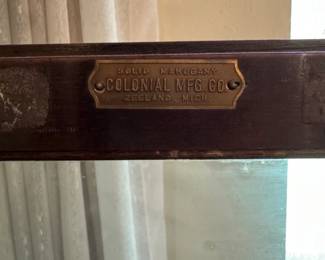 SOLID MAHOGANY
COLONIAL MFG. CO.
ZEELAND, MICH.